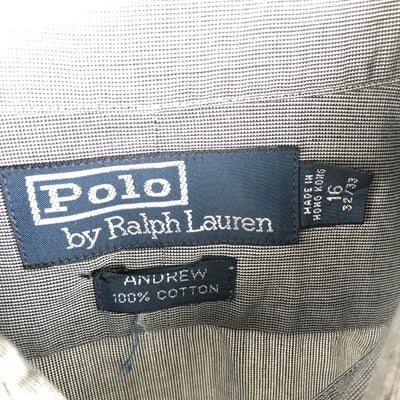 Polo
by Ralph Lauren
MADE IN
HONG KONG
16
32/33
ANDREW
100% COTTON